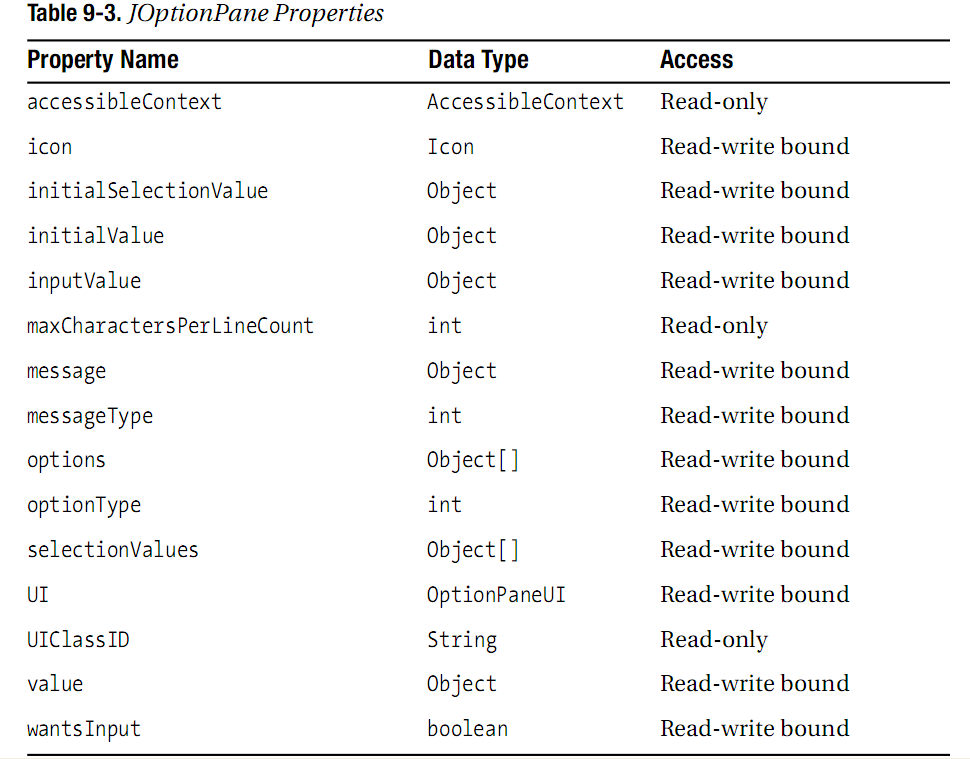 Table 9-3. JOptionPane Properties
Property Name Data Type Access
accessibleContext AccessibleContext Read-only
icon Icon Read-write bound
initialSelectionValue Object Read-write bound
initialValue Object Read-write bound
inputValue Object Read-write bound
maxCharactersPerLineCount int Read-only
message Object Read-write bound
messageType int Read-write bound
options Object[] Read-write bound
optionType int Read-write bound
selectionValues Object[] Read-write bound
UI OptionPaneUI Read-write bound
UIClassID String Read-only
value Object Read-write bound
wantsInput boolean Read-write bound